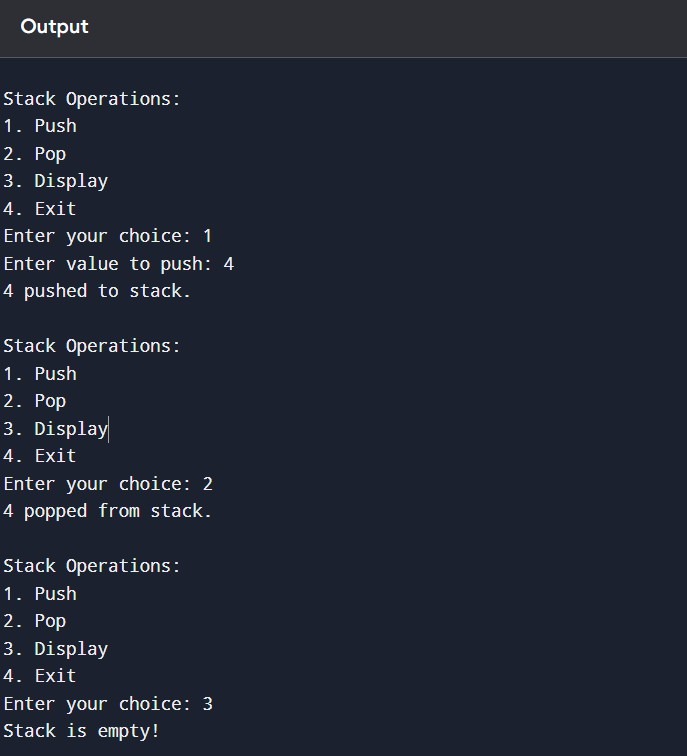 Output
Stack Operations:
1. Push
2. Pop
3. Display
4. Exit
Enter your choice: 1
Enter value to push: 4
4 pushed to stack.
Stack Operations:
1. Push
2. Pop
3. Display
4. Exit
Enter your choice: 2
4 popped from stack.
Stack Operations:
1. Push
2. Pop
3. Display
4. Exit
Enter your choice: 3
Stack is empty!